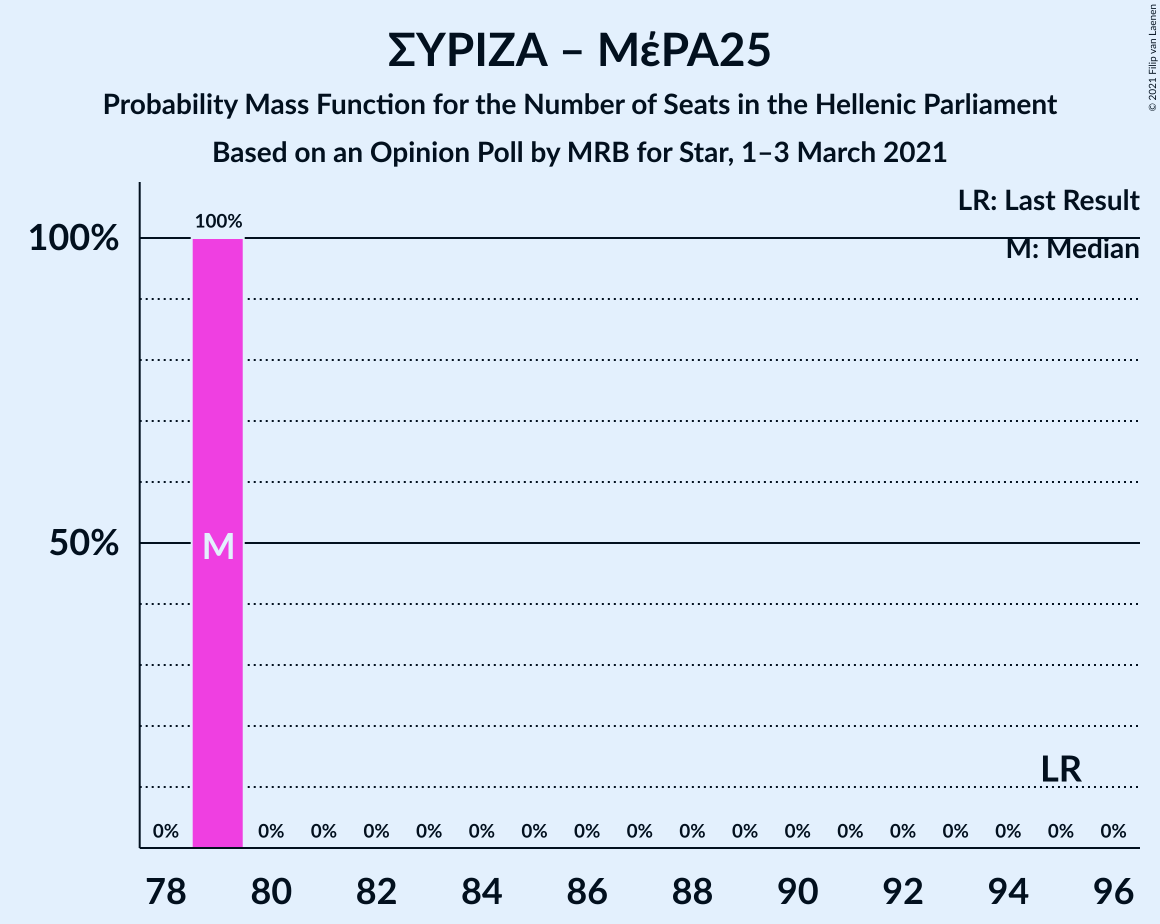 ΣΥΡΙΖΑ – ΜέΡΑ25
Probability Mass Function for the Number of Seats in the Hellenic Parliament
Based on an Opinion Poll by MRB for Star, 1–3 March 2021
© 2021 Filip van Laenen
LR: Last Result
M: Median
100%
50%
100%
M
LR
0% 0% 0% 0% 0% 0% 0% 0% 0% 0% 0% 0% 0% 0% 0% 0% 0% 0%
78 80 82 84 86 88 90 92 94 96